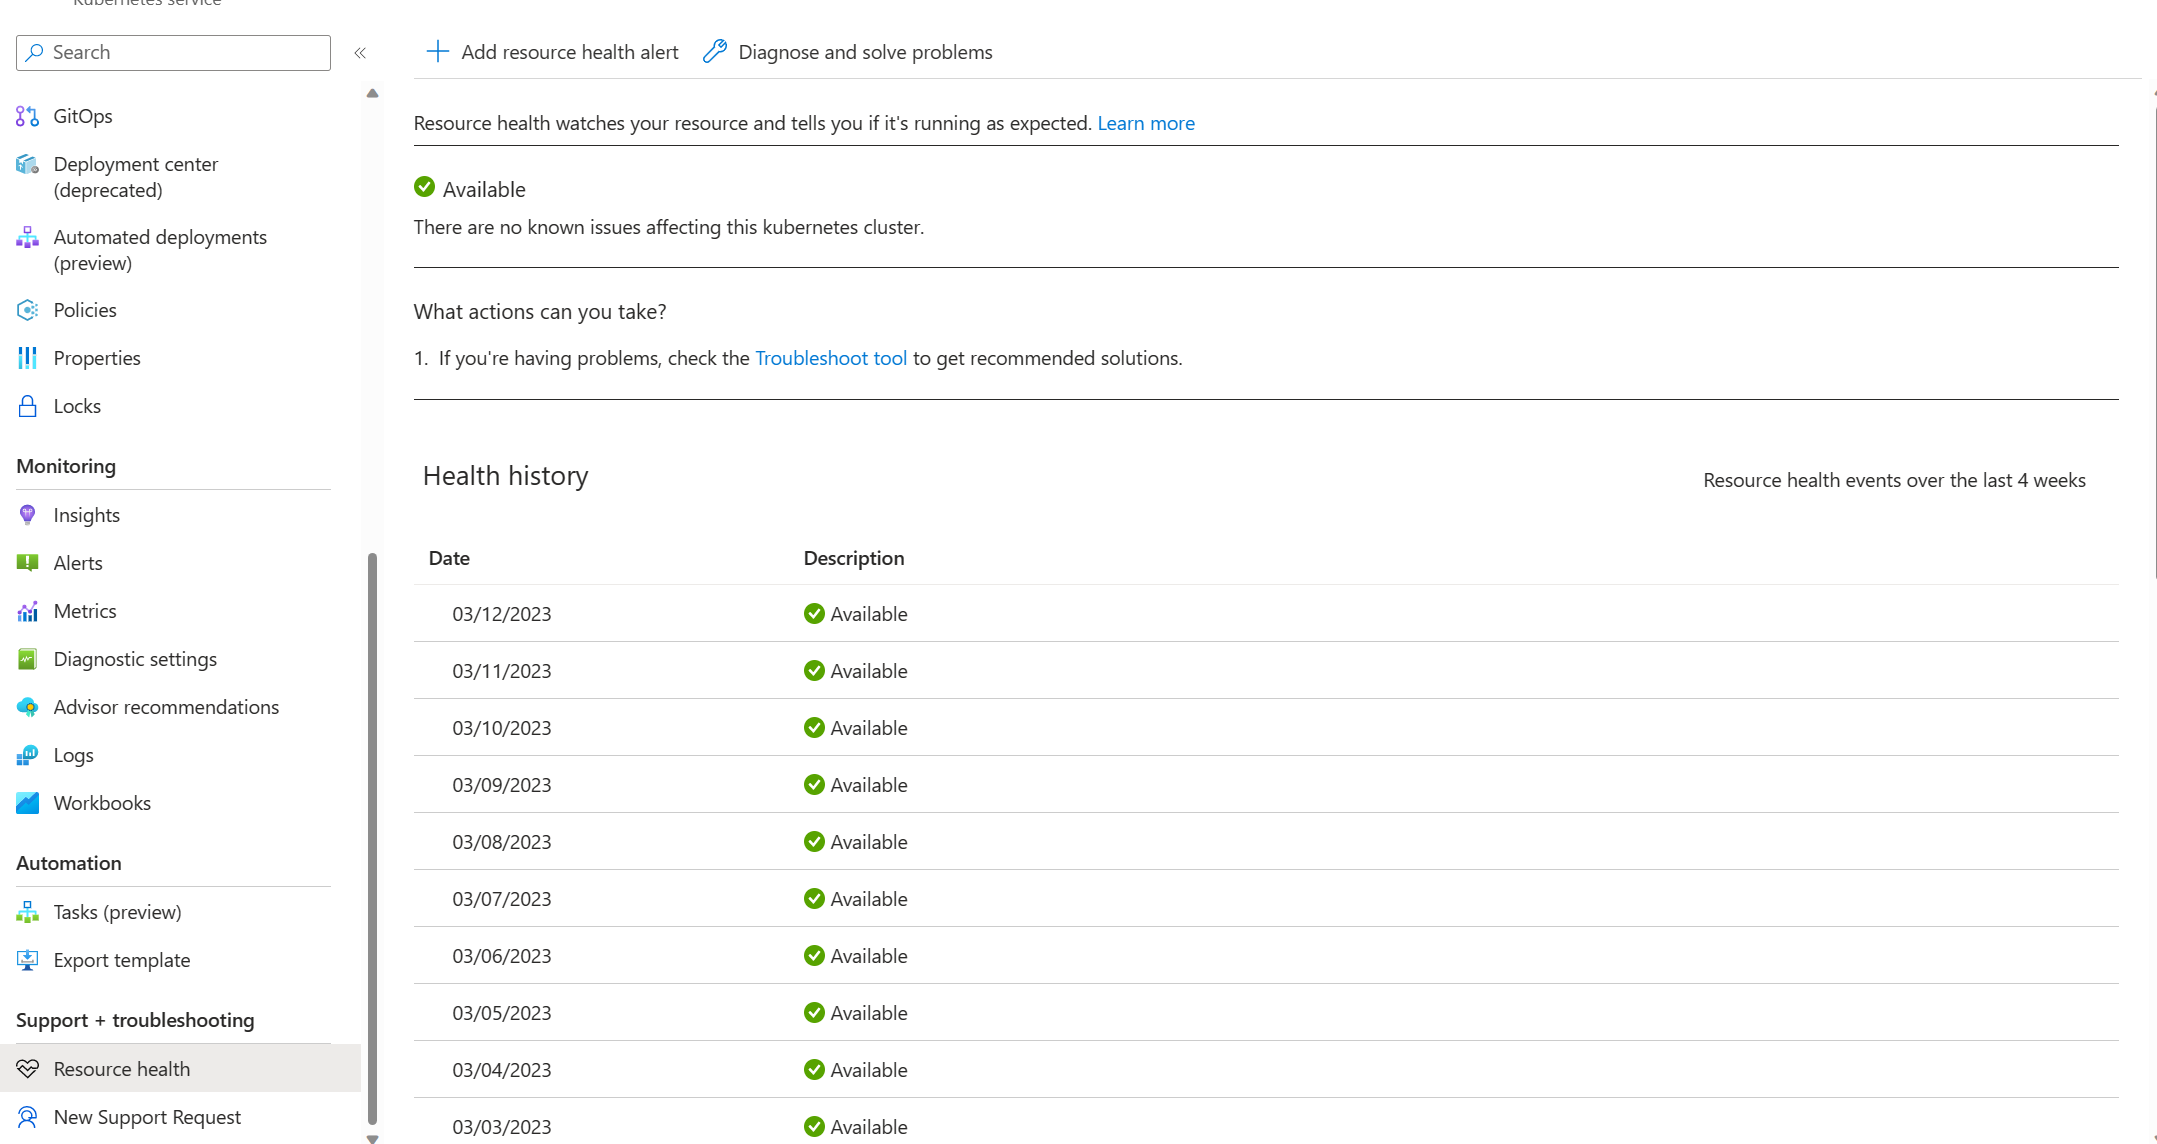 Kubernetes service
Search
«
GitOps
Deployment center
(deprecated)
Automated deployments
(preview)
Policies
Properties
Locks
Monitoring
Insights
Alerts
Metrics
Diagnostic settings
Advisor recommendations
Logs
Workbooks
Automation
Tasks (preview)
Export template
Support + troubleshooting
Resource health
New Support Request
Add resource health alert Diagnose and solve problems
Resource health watches your resource and tells you if it's running as expected. Learn more
Available
There are no known issues affecting this kubernetes cluster.
What actions can you take?
1. If you're having problems, check the Troubleshoot tool to get recommended solutions.
Health history
Resource health events over the last 4 weeks
Date Description
03/12/2023 Available
03/11/2023 Available
03/10/2023 Available
03/09/2023 Available
03/08/2023 Available
03/07/2023 Available
03/06/2023 Available
03/05/2023 Available
03/04/2023 Available
03/03/2023 Available